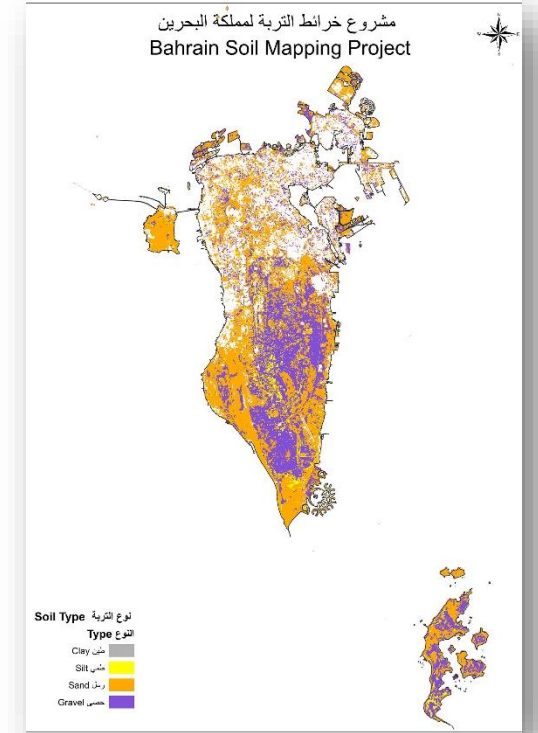 مشروع خرائط التربة لمملكة البحرين
Bahrain Soil Mapping Project
نوع التربة Soil Type
النوع Type
طين Clay
طمي Silt
رمل Sand
حصى Gravel